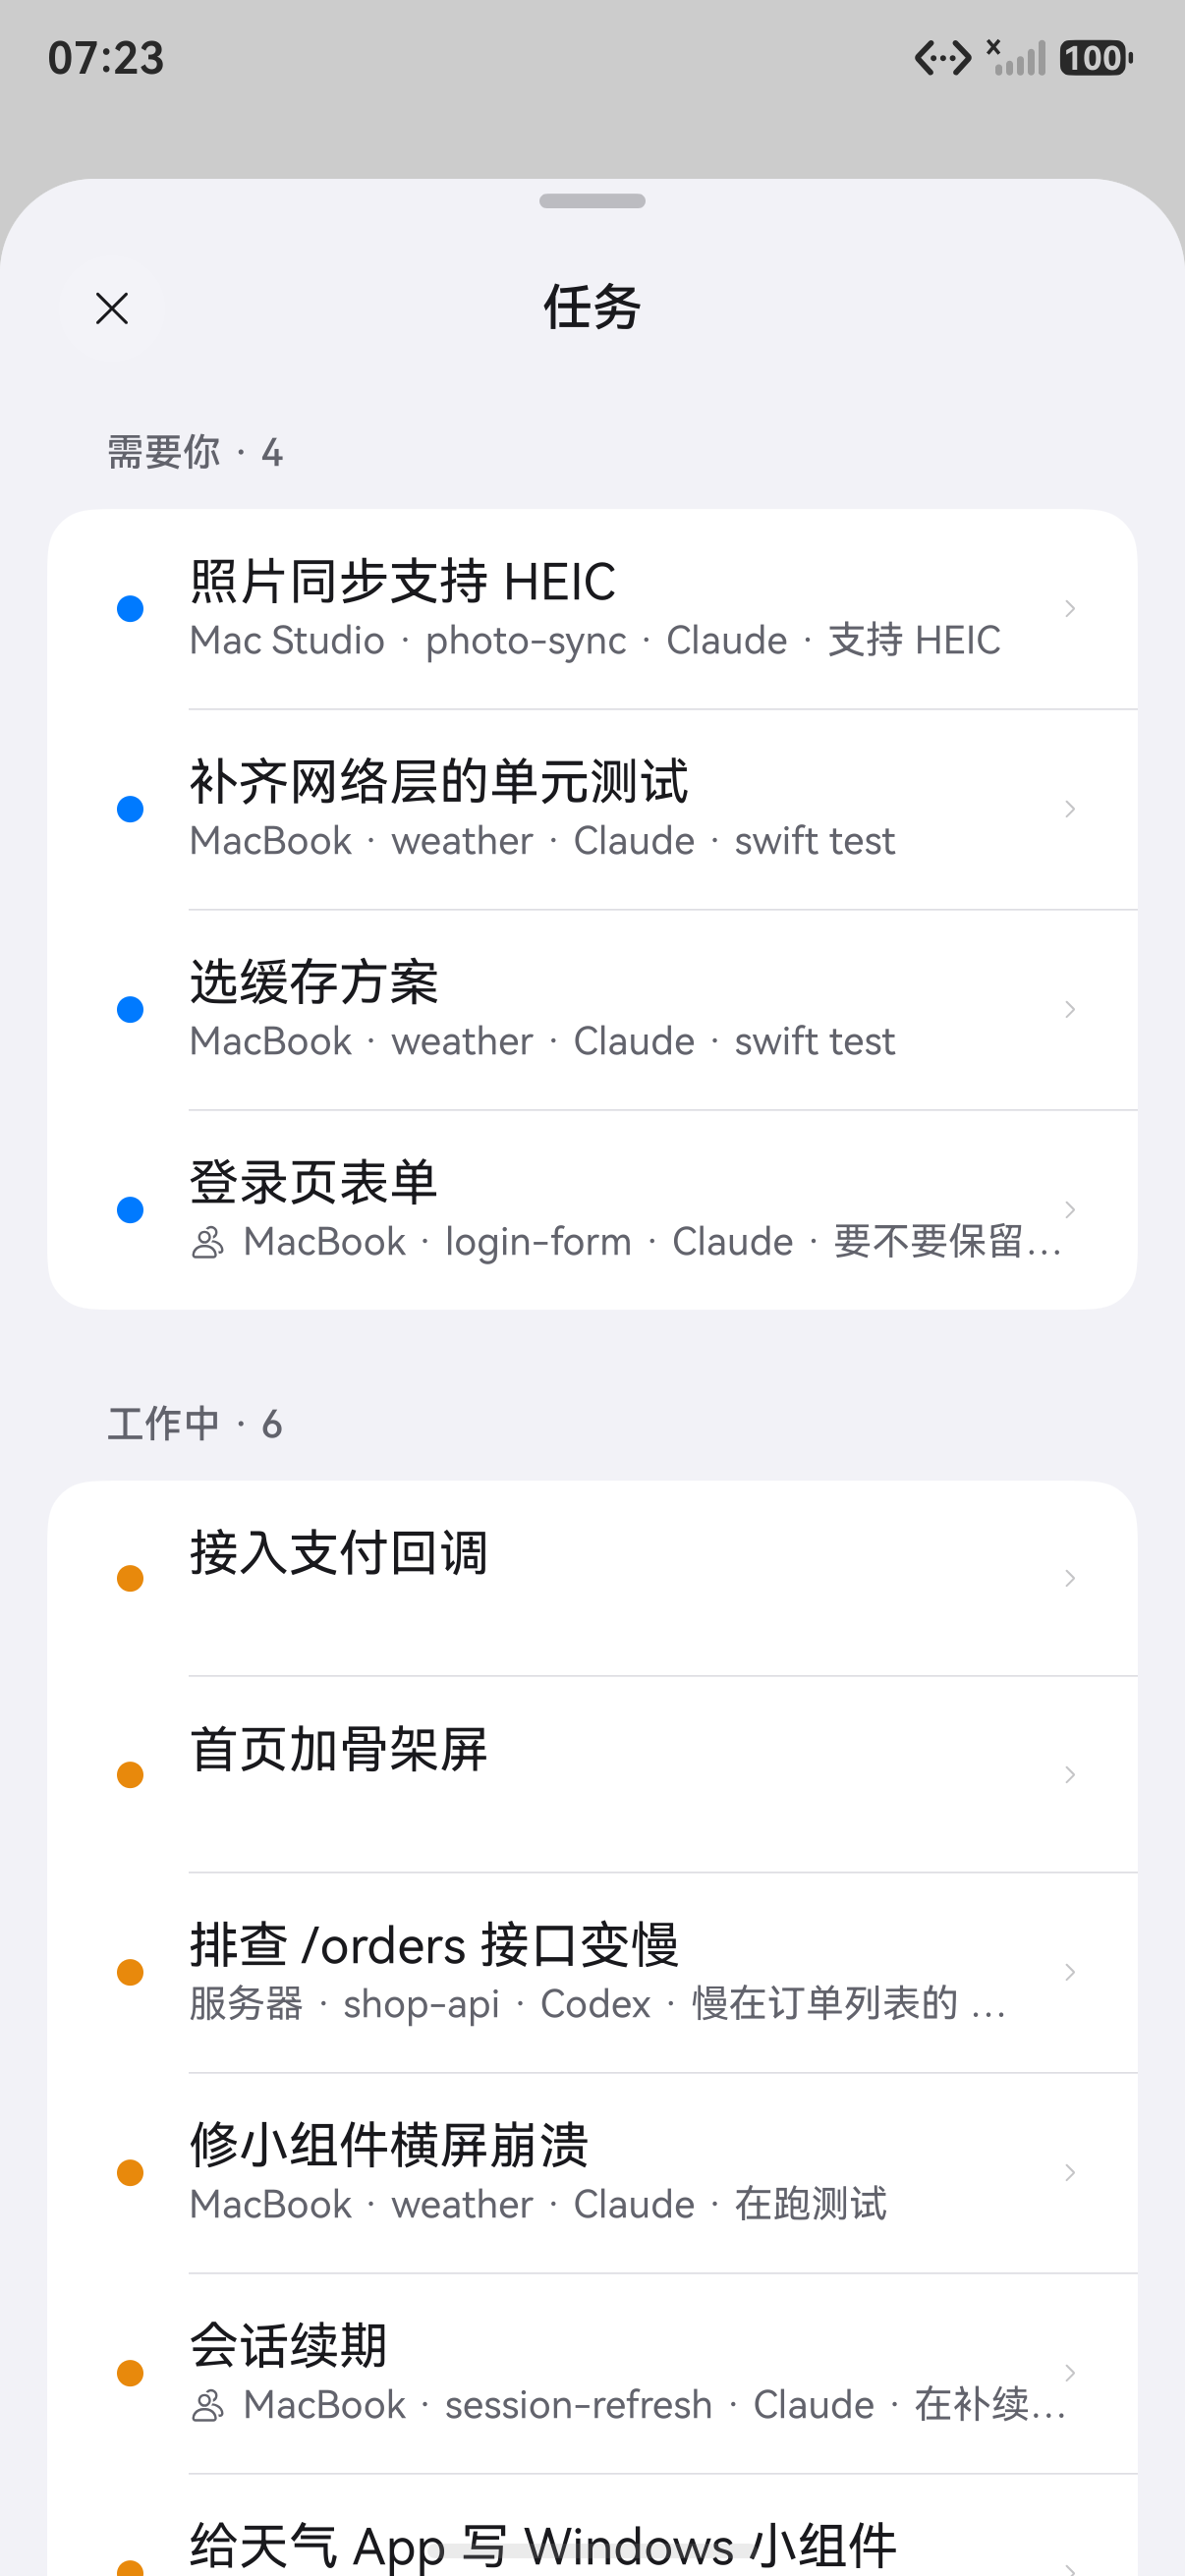 07:23
100
任务
需要你 · 4
照片同步支持 HEIC
Mac Studio · photo-sync · Claude · 支持 HEIC
补齐网络层的单元测试
MacBook · weather · Claude · swift test
选缓存方案
MacBook · weather · Claude · swift test
登录页表单
MacBook · login-form · Claude · 要不要保留...
工作中 · 6
接入支付回调
首页加骨架屏
排查 /orders 接口变慢
服务器 · shop-api · Codex · 慢在订单列表的 ...
修小组件横屏崩溃
MacBook · weather · Claude · 在跑测试
会话续期
MacBook · session-refresh · Claude · 在补续...
给天气 App 写 Windows 小组件